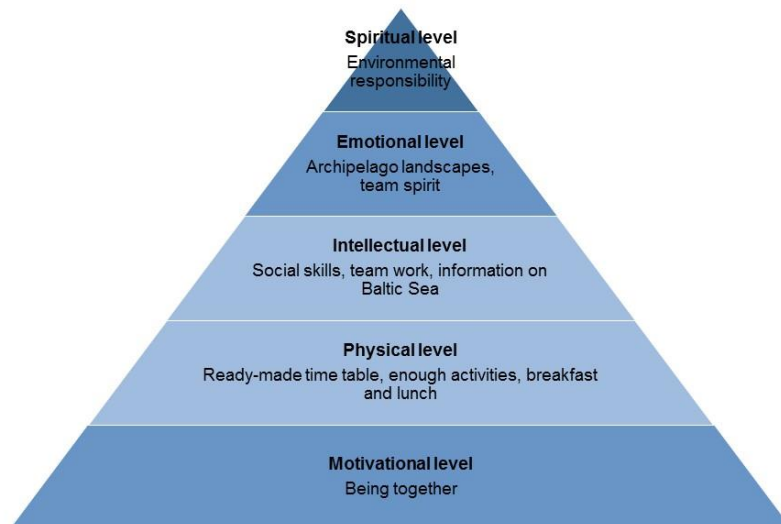 Spiritual level
Environmental
responsibility
Emotional level
Archipelago landscapes,
team spirit
Intellectual level
Social skills, team work, information on
Baltic Sea
Physical level
Ready-made time table, enough activities, breakfast
and lunch
Motivational level
Being together